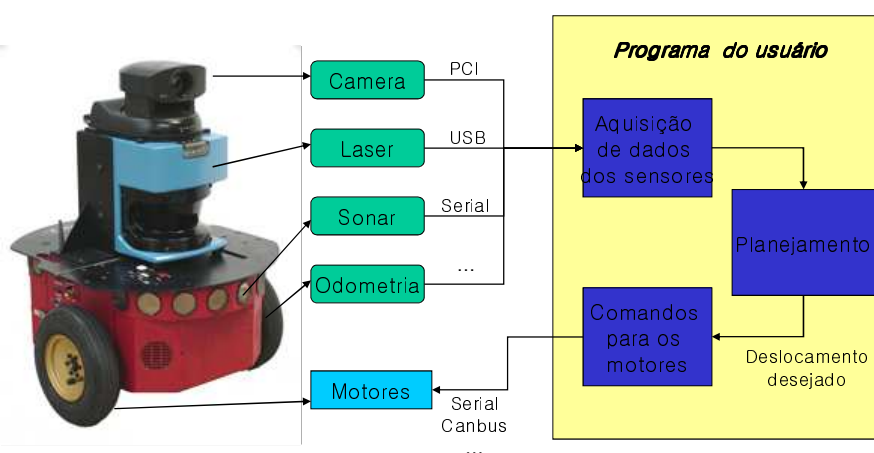 Programa do usuário
Camera
PCI
Laser
USB
Sonar
Serial
Odometria
...
Motores
Serial
Canbus
...
Aquisição
de dados
dos sensores
Planejamento
Deslocamento
desejado
Comandos
para os
motores